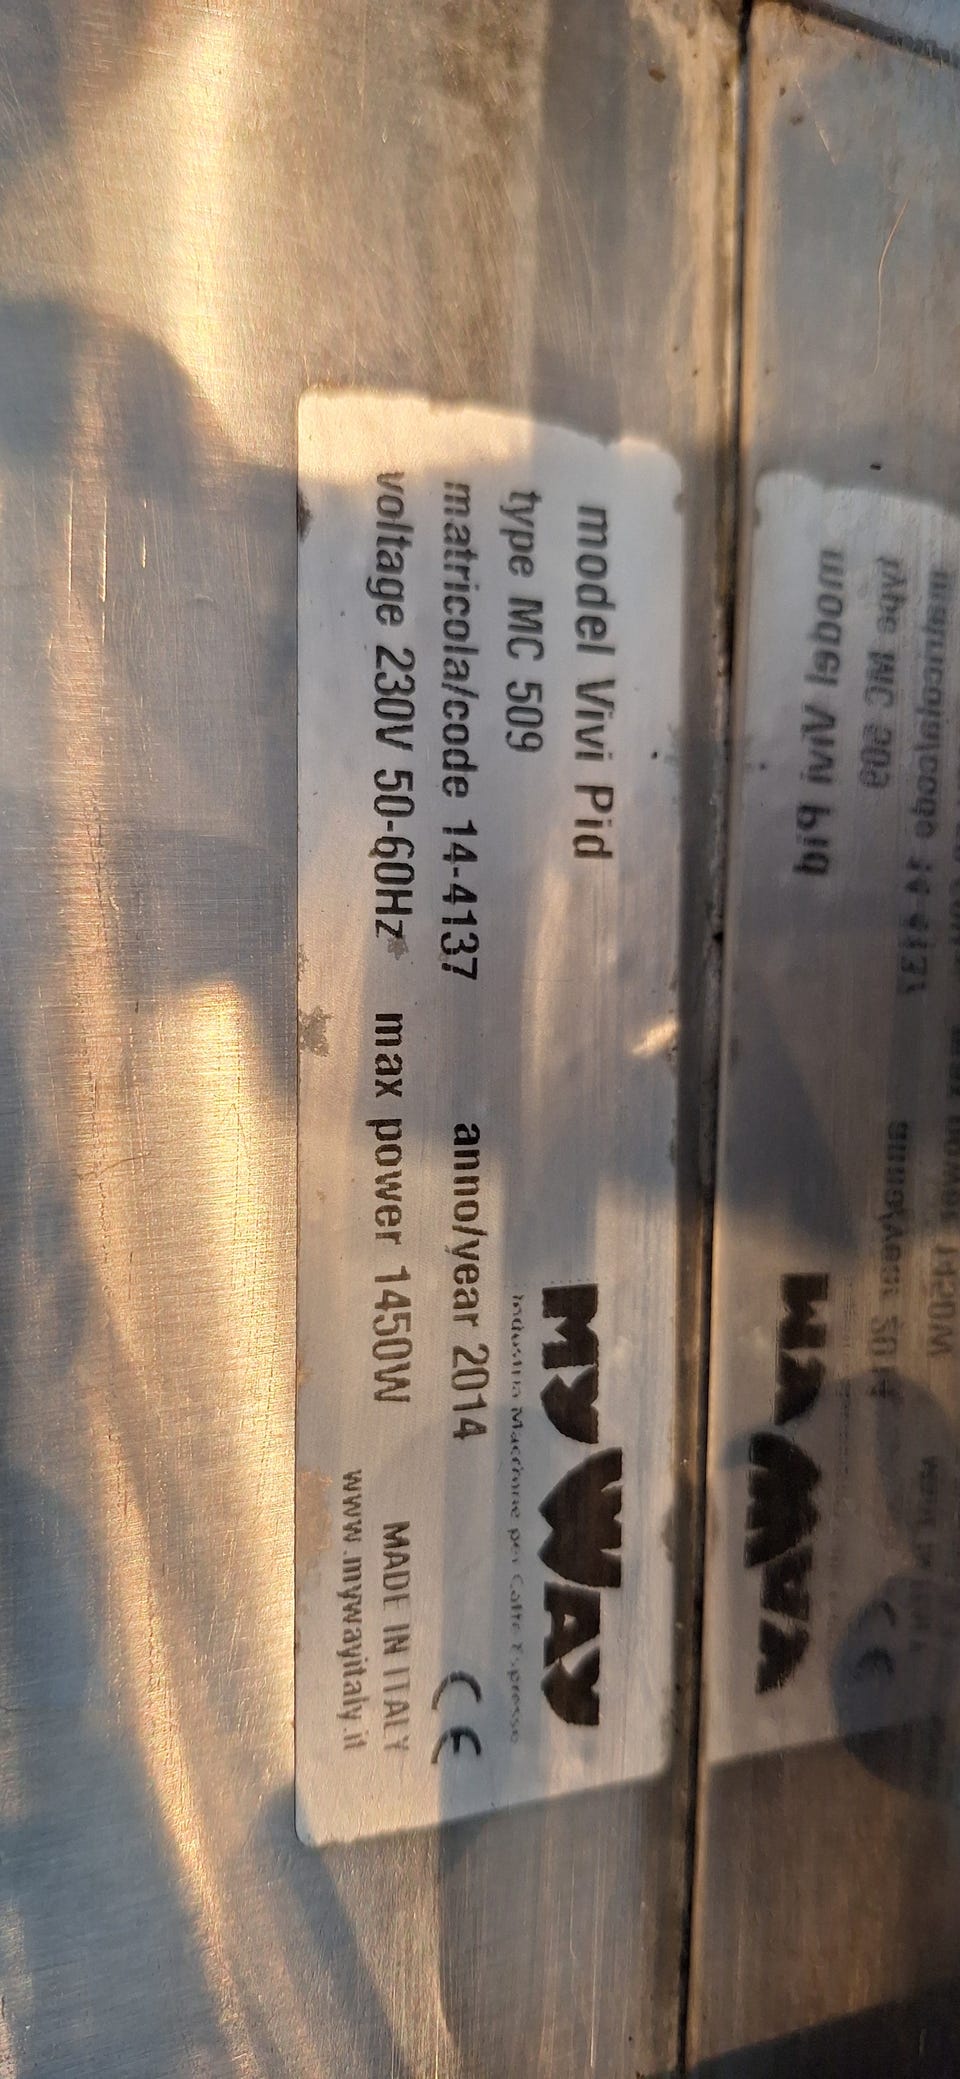 model Vivi Pid
type MC 509
MY WAY
Industria Macchine per Caffè Espresso
matricola/code 14-4137 anno/year 2014
voltage 230V 50-60Hz max power 1450W
MADE IN ITALY
www.mywayitaly.it
CE